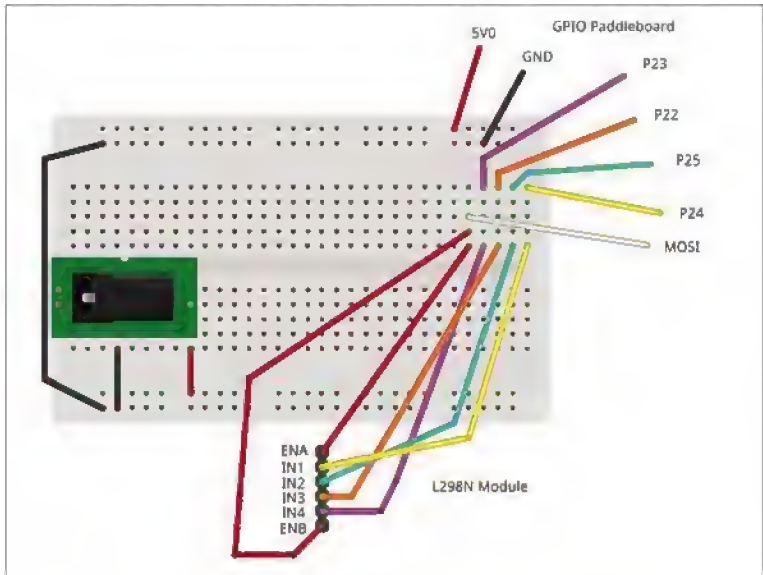 5V0
GPIO Paddleboard
GND
P23
P22
P25
P24
MOSI
ENA
IN1
IN2
IN3
IN4
ENB
L298N Module